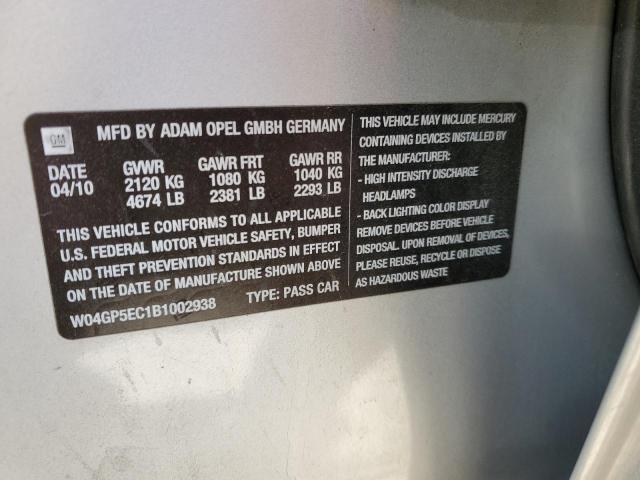 GM
MFD BY ADAM OPEL GMBH GERMANY
DATE GVWR GAWR FRT GAWR RR
04/10 2120 KG 1080 KG 1040 KG
4674 LB 2381 LB 2293 LB
THIS VEHICLE CONFORMS TO ALL APPLICABLE
U.S. FEDERAL MOTOR VEHICLE SAFETY, BUMPER
AND THEFT PREVENTION STANDARDS IN EFFECT
ON THE DATE OF MANUFACTURE SHOWN ABOVE
W04GP5EC1B1002938 TYPE: PASS CAR
THIS VEHICLE MAY INCLUDE MERCURY
CONTAINING DEVICES INSTALLED BY
THE MANUFACTURER:
- HIGH INTENSITY DISCHARGE
HEADLAMPS
- BACK LIGHTING COLOR DISPLAY
REMOVE DEVICES BEFORE VEHICLE
DISPOSAL. UPON REMOVAL OF DEVICES,
PLEASE REUSE, RECYCLE OR DISPOSE
AS HAZARDOUS WASTE